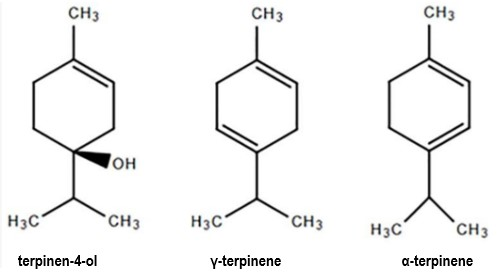 CH3 CH3 CH3
OH
H3C CH3 H3C CH3 H3C CH3
terpinen-4-ol γ-terpinene α-terpinene